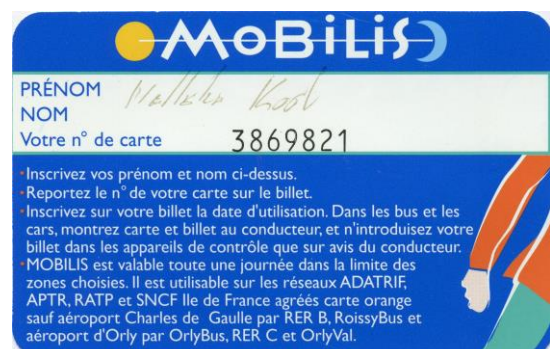 MOBILIS
PRÉNOM
NOM
Votre n° de carte 3869821
• Inscrivez vos prénom et nom ci-dessus.
• Reportez le n° de votre carte sur le billet.
• Inscrivez sur votre billet la date d'utilisation. Dans les bus et les
cars, montrez carte et billet au conducteur, et n'introduisez votre
billet dans les appareils de contrôle que sur avis du conducteur.
• MOBILIS est valable toute une journée dans la limite des
zones choisies. Il est utilisable sur les réseaux ADATRIF,
APTR, RATP et SNCF Ile de France agréés carte orange
sauf aéroport Charles de Gaulle par RER B, RoissyBus et
aéroport d'Orly par OrlyBus, RER C et OrlyVal.